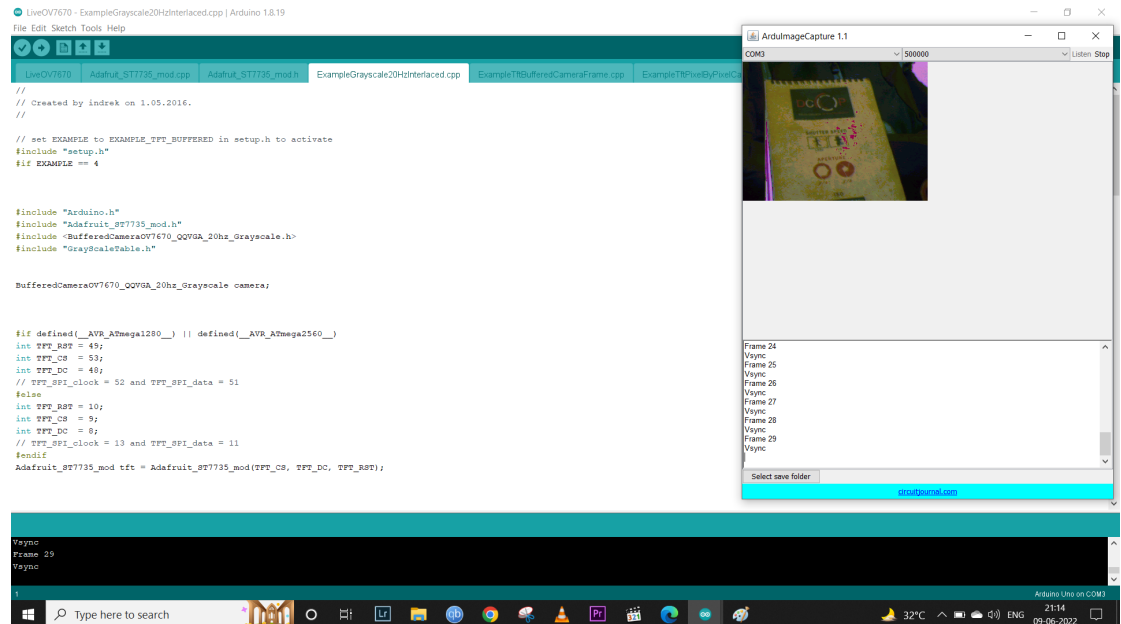 LiveOV7670 - ExampleGrayscale20HzInterlaced.cpp | Arduino 1.8.19
File Edit Sketch Tools Help
LiveOV7670 Adafruit_ST7735_mod.cpp Adafruit_ST7735_mod.h ExampleGrayscale20HzInterlaced.cpp ExampleTftBufferedCameraFrame.cpp ExampleTftPixelByPixelCa
//
// Created by indrek on 1.05.2016.
//
// set EXAMPLE to EXAMPLE_TFT_BUFFERED in setup.h to activate
#include "setup.h"
#if EXAMPLE == 4
#include "Arduino.h"
#include "Adafruit_ST7735_mod.h"
#include <BufferedCameraOV7670_QQVGA_20hz_Grayscale.h>
#include "GrayScaleTable.h"
BufferedCameraOV7670_QQVGA_20hz_Grayscale camera;
#if defined(__AVR_ATmega1280__) || defined(__AVR_ATmega2560__)
int TFT_RST = 49;
int TFT_CS  = 53;
int TFT_DC  = 48;
// TFT_SPI_clock = 52 and TFT_SPI_data = 51
#else
int TFT_RST = 10;
int TFT_CS  = 9;
int TFT_DC  = 8;
// TFT_SPI_clock = 13 and TFT_SPI_data = 11
#endif
Adafruit_ST7735_mod tft = Adafruit_ST7735_mod(TFT_CS, TFT_DC, TFT_RST);
ArduImageCapture 1.1
COM3 500000 Listen Stop
Frame 24
Vsync
Frame 25
Vsync
Frame 26
Vsync
Frame 27
Vsync
Frame 28
Vsync
Frame 29
Vsync
Select save folder
circuitjournal.com
Vsync
Frame 29
Vsync
1
Arduino Uno on COM3
Type here to search
Lr
qb
Pr
321
32°C
ENG
21:14
09-06-2022